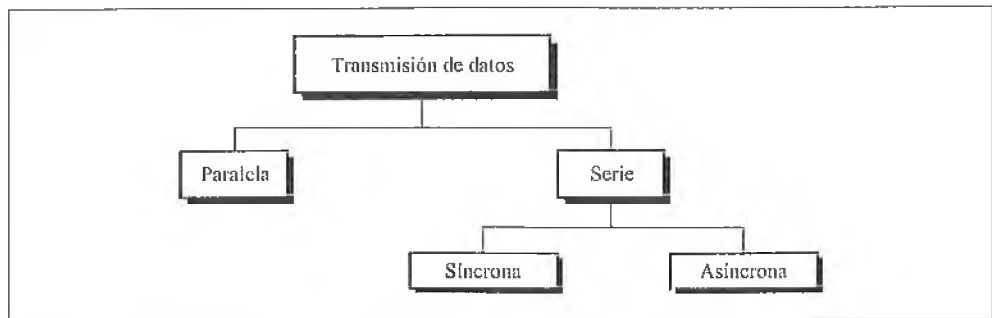 Transmisión de datos
Paralela
Serie
Síncrona
Asíncrona